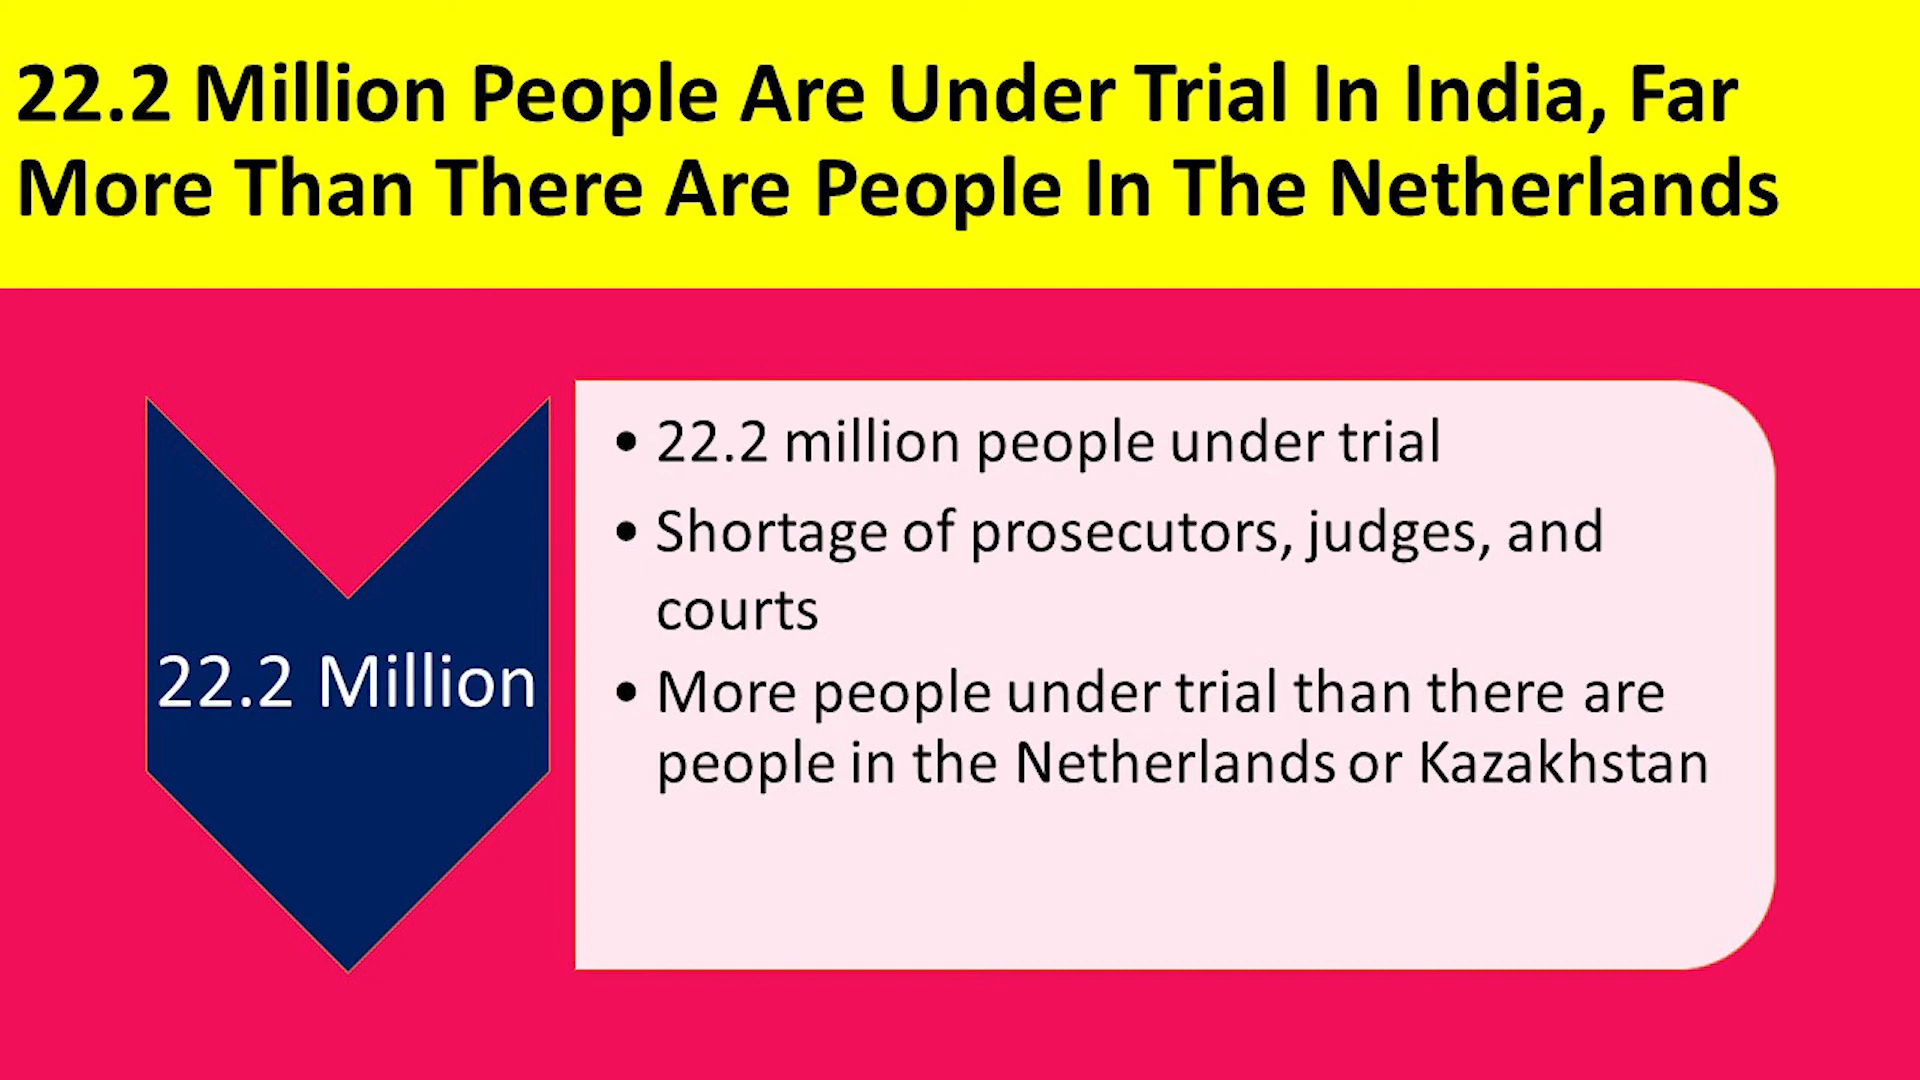 22.2 Million People Are Under Trial In India, Far
More Than There Are People In The Netherlands
22.2 Million
• 22.2 million people under trial
• Shortage of prosecutors, judges, and
courts
• More people under trial than there are
people in the Netherlands or Kazakhstan